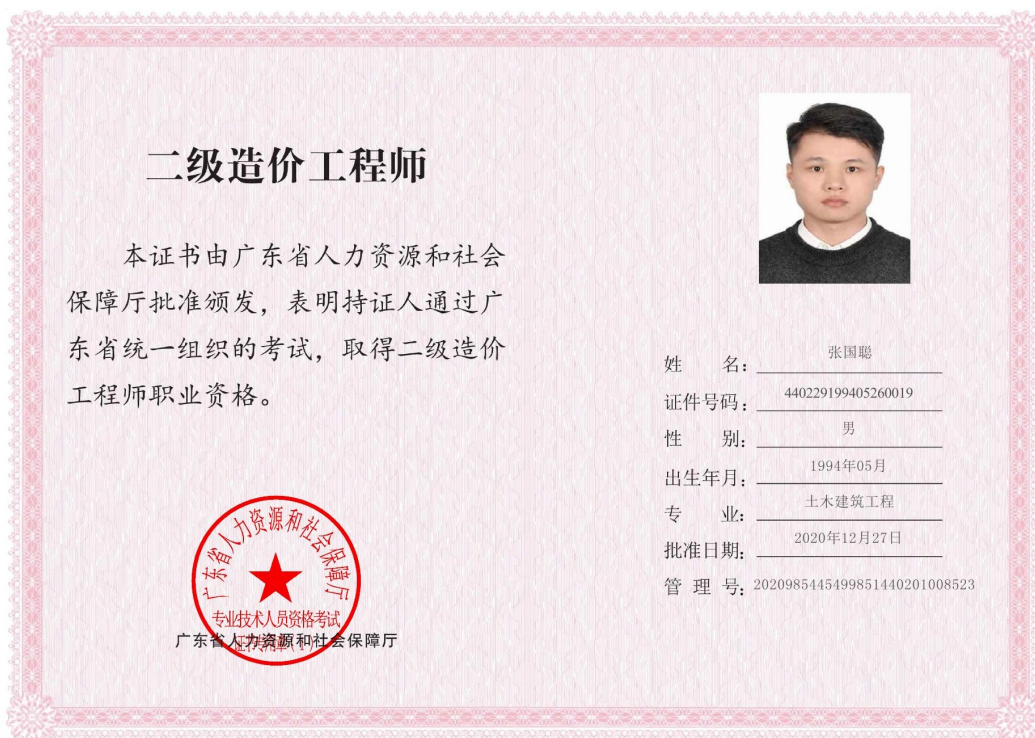 二级造价工程师
本证书由广东省人力资源和社会
保障厅批准颁发，表明持证人通过广
东省统一组织的考试，取得二级造价
工程师职业资格。
广东省人力资源和社会保障厅
专业技术人员资格考试
广东省人力资源和社会保障厅
姓 名：张国聪
证件号码：440229199405260019
性 别：男
出生年月：1994年05月
专 业：土木建筑工程
批准日期：2020年12月27日
管 理 号：20209854454998514402010085​23